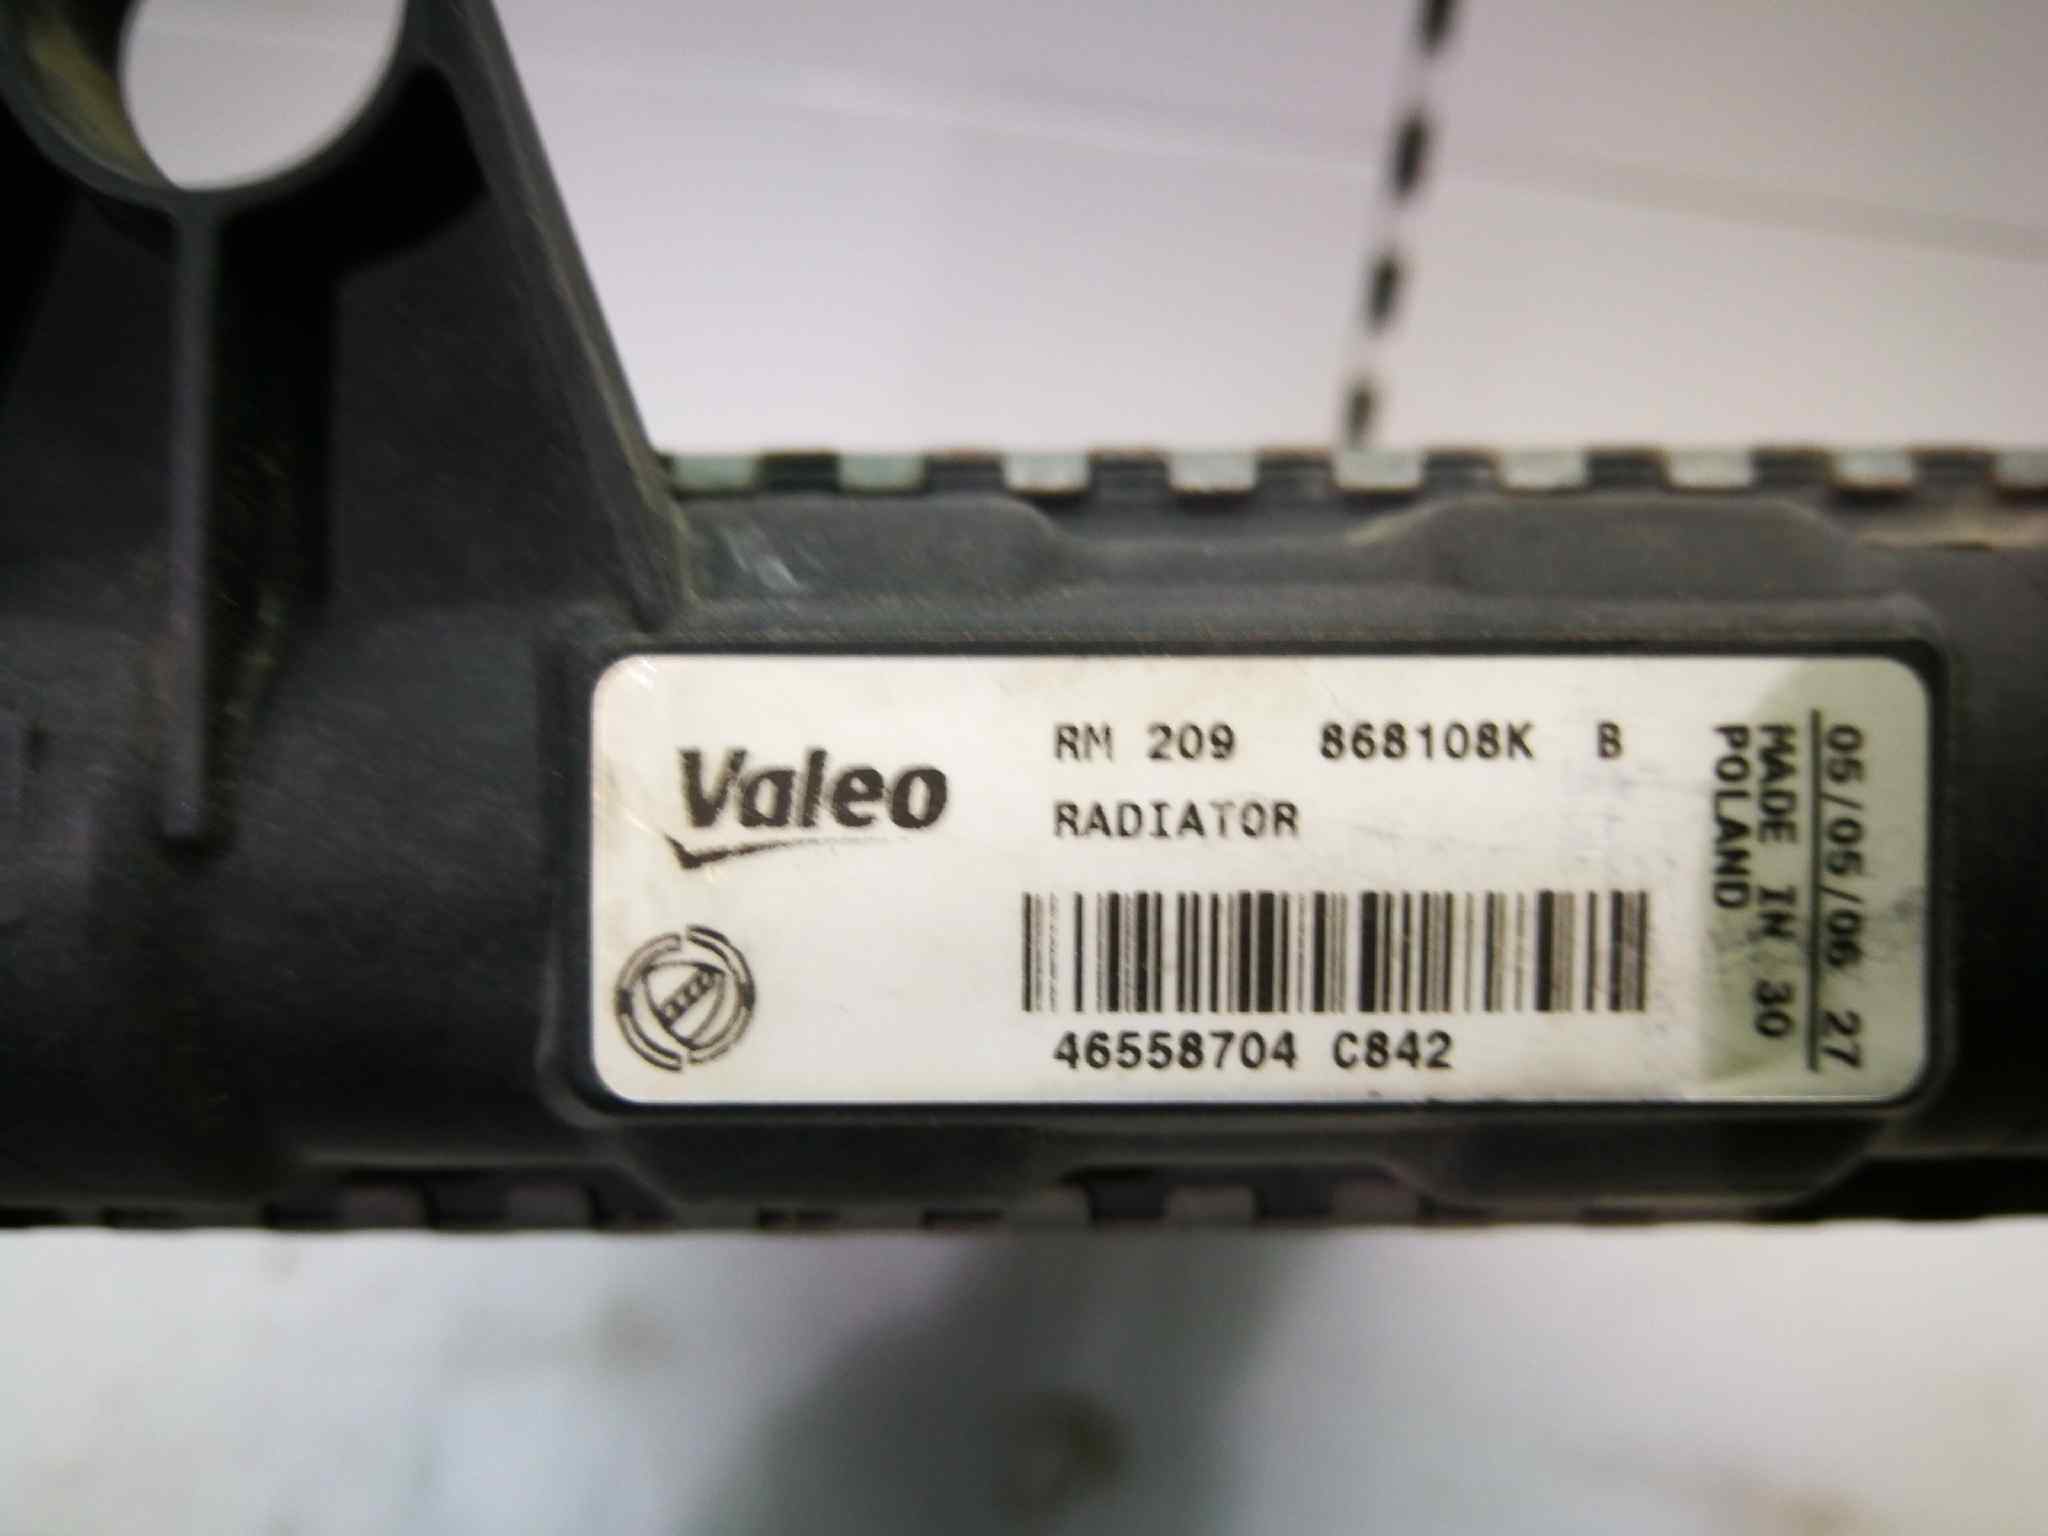 Valeo
RM 209 868108K B
RADIATOR
46558704 C842
05/05/06 27
MADE IN 30
POLAND